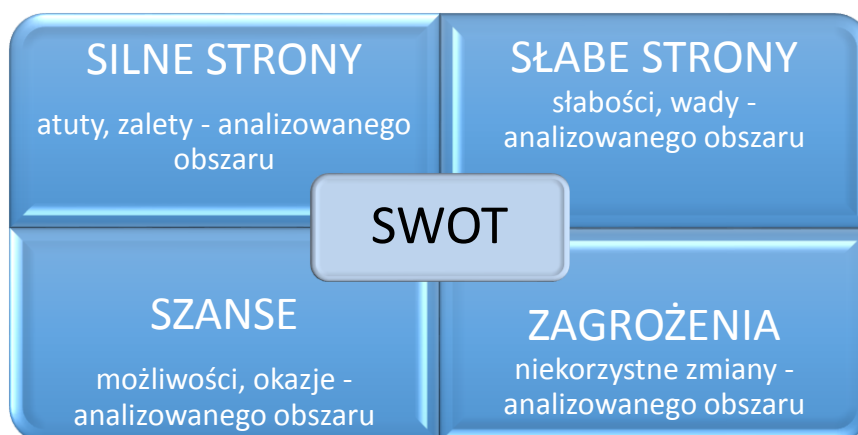 SILNE STRONY
atuty, zalety - analizowanego
obszaru
SŁABE STRONY
słabości, wady -
analizowanego obszaru
SWOT
SZANSE
możliwości, okazje -
analizowanego obszaru
ZAGROŻENIA
niekorzystne zmiany -
analizowanego obszaru